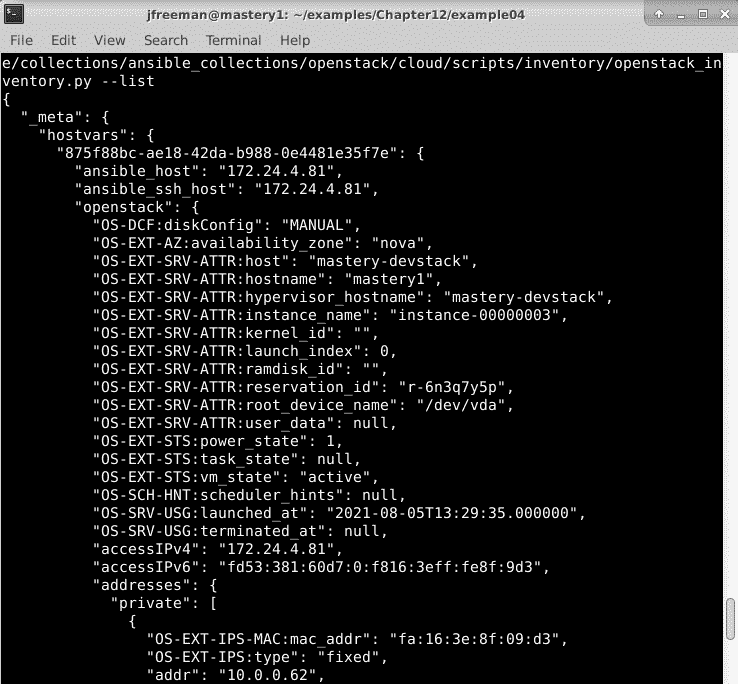 jfreeman@mastery1: ~/examples/Chapter12/example04
File Edit View Search Terminal Help
e/collections/ansible_collections/openstack/cloud/scripts/inventory/openstack_in
ventory.py --list
{
  "_meta": {
    "hostvars": {
      "875f88bc-ae18-42da-b988-0e4481e35f7e": {
        "ansible_host": "172.24.4.81",
        "ansible_ssh_host": "172.24.4.81",
        "openstack": {
          "OS-DCF:diskConfig": "MANUAL",
          "OS-EXT-AZ:availability_zone": "nova",
          "OS-EXT-SRV-ATTR:host": "mastery-devstack",
          "OS-EXT-SRV-ATTR:hostname": "mastery1",
          "OS-EXT-SRV-ATTR:hypervisor_hostname": "mastery-devstack",
          "OS-EXT-SRV-ATTR:instance_name": "instance-00000003",
          "OS-EXT-SRV-ATTR:kernel_id": "",
          "OS-EXT-SRV-ATTR:launch_index": 0,
          "OS-EXT-SRV-ATTR:ramdisk_id": "",
          "OS-EXT-SRV-ATTR:reservation_id": "r-6n3q7y5p",
          "OS-EXT-SRV-ATTR:root_device_name": "/dev/vda",
          "OS-EXT-SRV-ATTR:user_data": null,
          "OS-EXT-STS:power_state": 1,
          "OS-EXT-STS:task_state": null,
          "OS-EXT-STS:vm_state": "active",
          "OS-SCH-HNT:scheduler_hints": null,
          "OS-SRV-USG:launched_at": "2021-08-05T13:29:35.000000",
          "OS-SRV-USG:terminated_at": null,
          "accessIPv4": "172.24.4.81",
          "accessIPv6": "fd53:381:60d7:0:f816:3eff:fe8f:9d3",
          "addresses": {
            "private": [
              {
                "OS-EXT-IPS-MAC:mac_addr": "fa:16:3e:8f:09:d3",
                "OS-EXT-IPS:type": "fixed",
                "addr": "10.0.0.62",